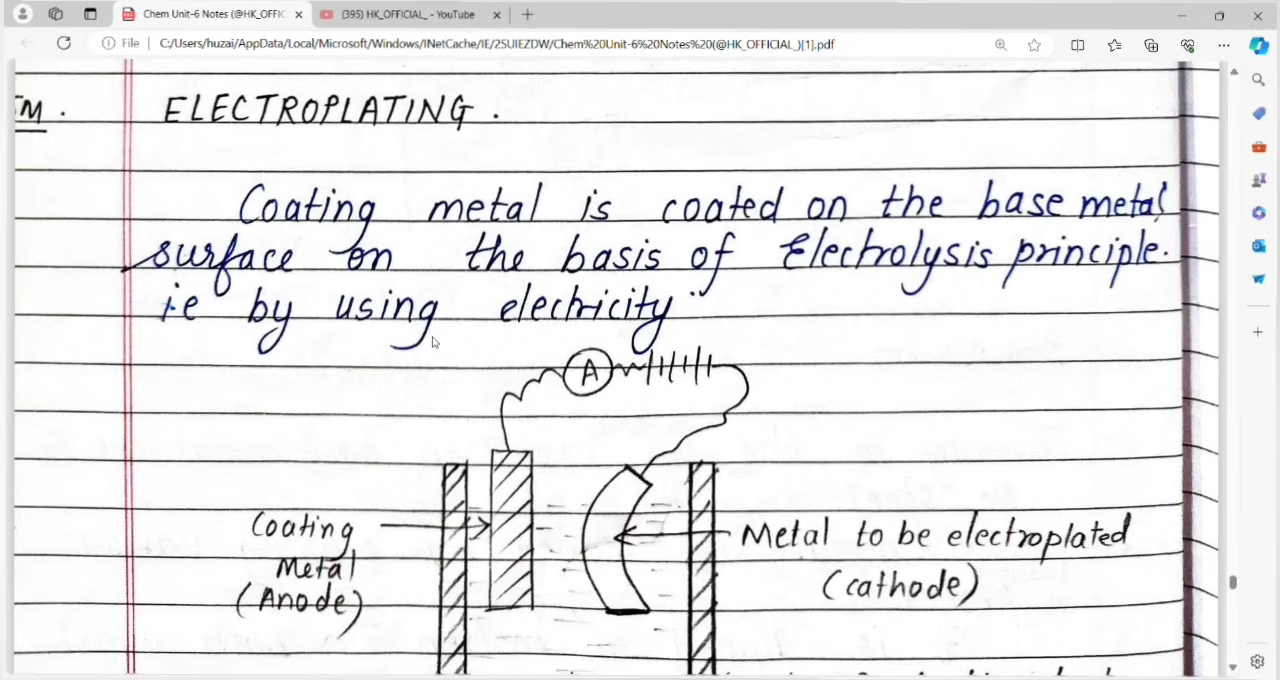 Chem Unit-6 Notes (@HK_OFFIC
(395) HK_OFFICIAL_ - YouTube
File
C:/Users/huzai/AppData/Local/Microsoft/Windows/INetCache/IE/2SUIEZDW/Chem%20Unit-6%20Notes%20(@HK_OFFICIAL_)[1].pdf
ELECTROPLATING.
Coating metal is coated on the base metal
surface on the basis of Electrolysis principle.
i.e by using electricity
A
Coating
Metal
(Anode)
Metal to be electroplated
(cathode)